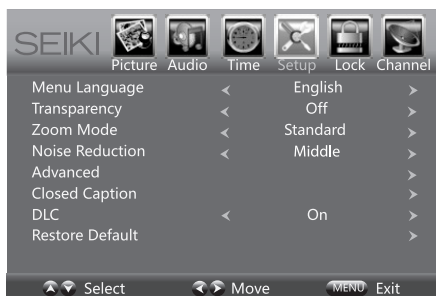 SEIKI
Picture Audio Time Setup Lock Channel
Menu Language English
Transparency Off
Zoom Mode Standard
Noise Reduction Middle
Advanced
Closed Caption
DLC On
Restore Default
Select Move MENU Exit